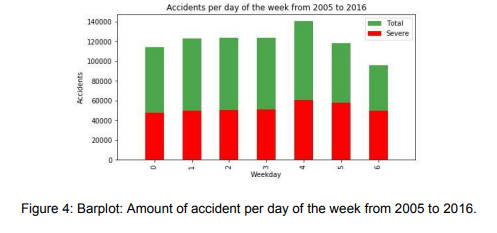 Accidents per day of the week from 2005 to 2016
Total
Severe
140000
120000
100000
80000
60000
40000
20000
0
Accidents
0 1 2 3 4 5 6
Weekday
Figure 4: Barplot: Amount of accident per day of the week from 2005 to 2016.